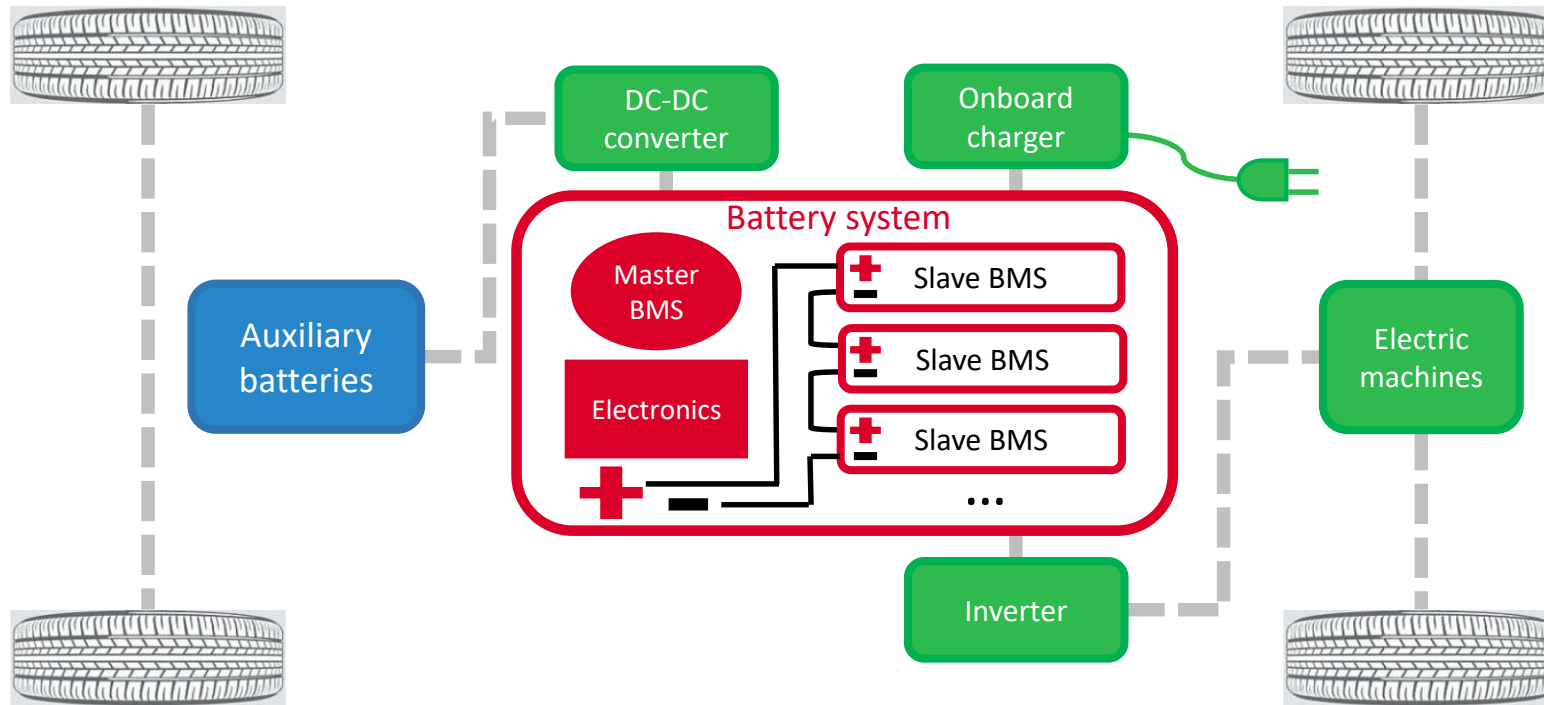 DC-DC
converter
Onboard
charger
Battery system
Master
BMS
Slave BMS
Auxiliary
batteries
Slave BMS
Electric
machines
Electronics
Slave BMS
...
Inverter